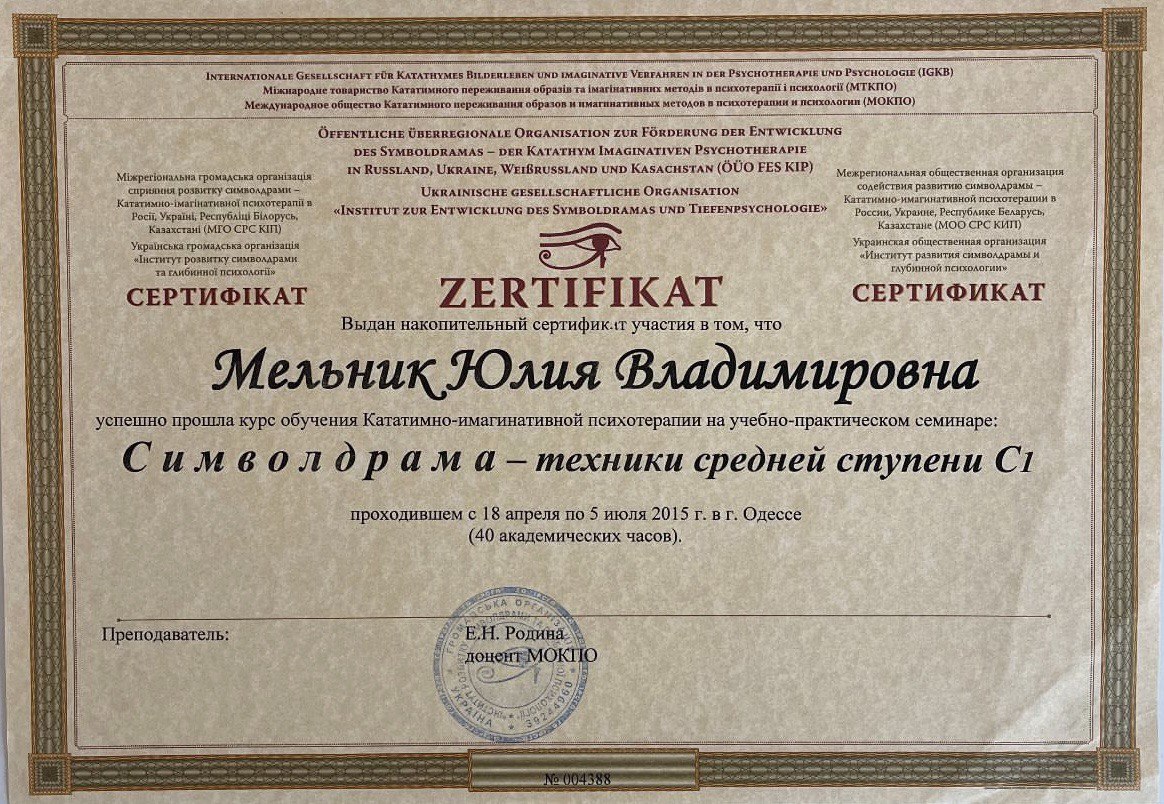 Internationale Gesellschaft für Katathymes Bilderleben und imaginative Verfahren in der Psychotherapie und Psychologie (IGKB)
Міжнародне товариство Кататимного переживання образів та імагінативних методів в психотерапії і психології (МТКПО)
Международное общество Кататимного переживания образов и имагинативных методов в психотерапии и психологии (МОКПО)
Öffentliche überregionale Organisation zur Förderung der Entwicklung
des Symboldramas – der Katathym Imaginativen Psychotherapie
in Russland, Ukraine, Weißrussland und Kasachstan (ÖÜO FES KIP)
Ukrainische gesellschaftliche Organisation
«Institut zur Entwicklung des Symboldramas und Tiefenpsychologie»
Міжрегіональна громадська організація
сприяння розвитку символдрами –
Кататимно-імагінативної психотерапії в
Росії, Україні, Республіці Білорусь,
Казахстані (МГО СРС КІП)
Українська громадська організація
«Інститут розвитку символдрами
та глибинної психології»
СЕРТИФІКАТ
ZERTIFIKAT
Межрегиональная общественная организация
содействия развитию символдрамы –
Кататимно-имагинативной психотерапии в
России, Украине, Республике Беларусь,
Казахстане (МОО СРС КИП)
Украинская общественная организация
«Институт развития символдрамы и
глубинной психологии»
СЕРТИФИКАТ
Выдан накопительный сертификат участия в том, что
Мельник Юлия Владимировна
успешно прошла курс обучения Кататимно-имагинативной психотерапии на учебно-практическом семинаре:
Символдрама – техники средней ступени С1
проходившем с 18 апреля по 5 июля 2015 г. в г. Одессе
(40 академических часов).
Преподаватель:
Е.Н. Родина
доцент МОКПО
УКРАЇНА
39244960
№ 004388